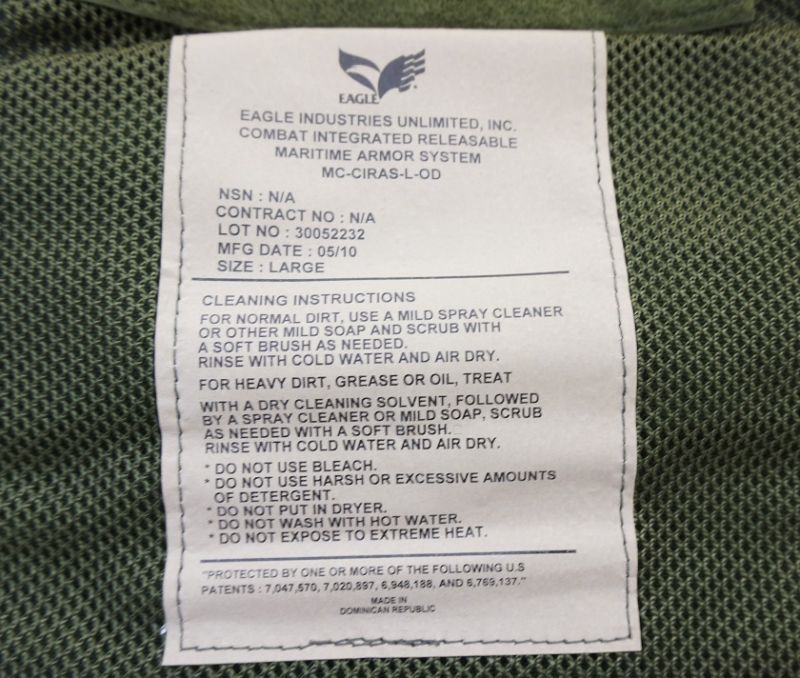 EAGLE
EAGLE INDUSTRIES UNLIMITED, INC.
COMBAT INTEGRATED RELEASABLE
MARITIME ARMOR SYSTEM
MC-CIRAS-L-OD
NSN : N/A
CONTRACT NO : N/A
LOT NO : 30052232
MFG DATE : 05/10
SIZE : LARGE
CLEANING INSTRUCTIONS
FOR NORMAL DIRT, USE A MILD SPRAY CLEANER
OR OTHER MILD SOAP AND SCRUB WITH
A SOFT BRUSH AS NEEDED.
RINSE WITH COLD WATER AND AIR DRY.
FOR HEAVY DIRT, GREASE OR OIL, TREAT
WITH A DRY CLEANING SOLVENT, FOLLOWED
BY A SPRAY CLEANER OR MILD SOAP, SCRUB
AS NEEDED WITH A SOFT BRUSH.
RINSE WITH COLD WATER AND AIR DRY.
* DO NOT USE BLEACH.
* DO NOT USE HARSH OR EXCESSIVE AMOUNTS
OF DETERGENT.
* DO NOT PUT IN DRYER.
* DO NOT WASH WITH HOT WATER.
* DO NOT EXPOSE TO EXTREME HEAT.
"PROTECTED BY ONE OR MORE OF THE FOLLOWING U.S
PATENTS : 7,047,570, 7,020,897, 6,948,188, AND 6,769,137."
MADE IN
DOMINICAN REPUBLIC